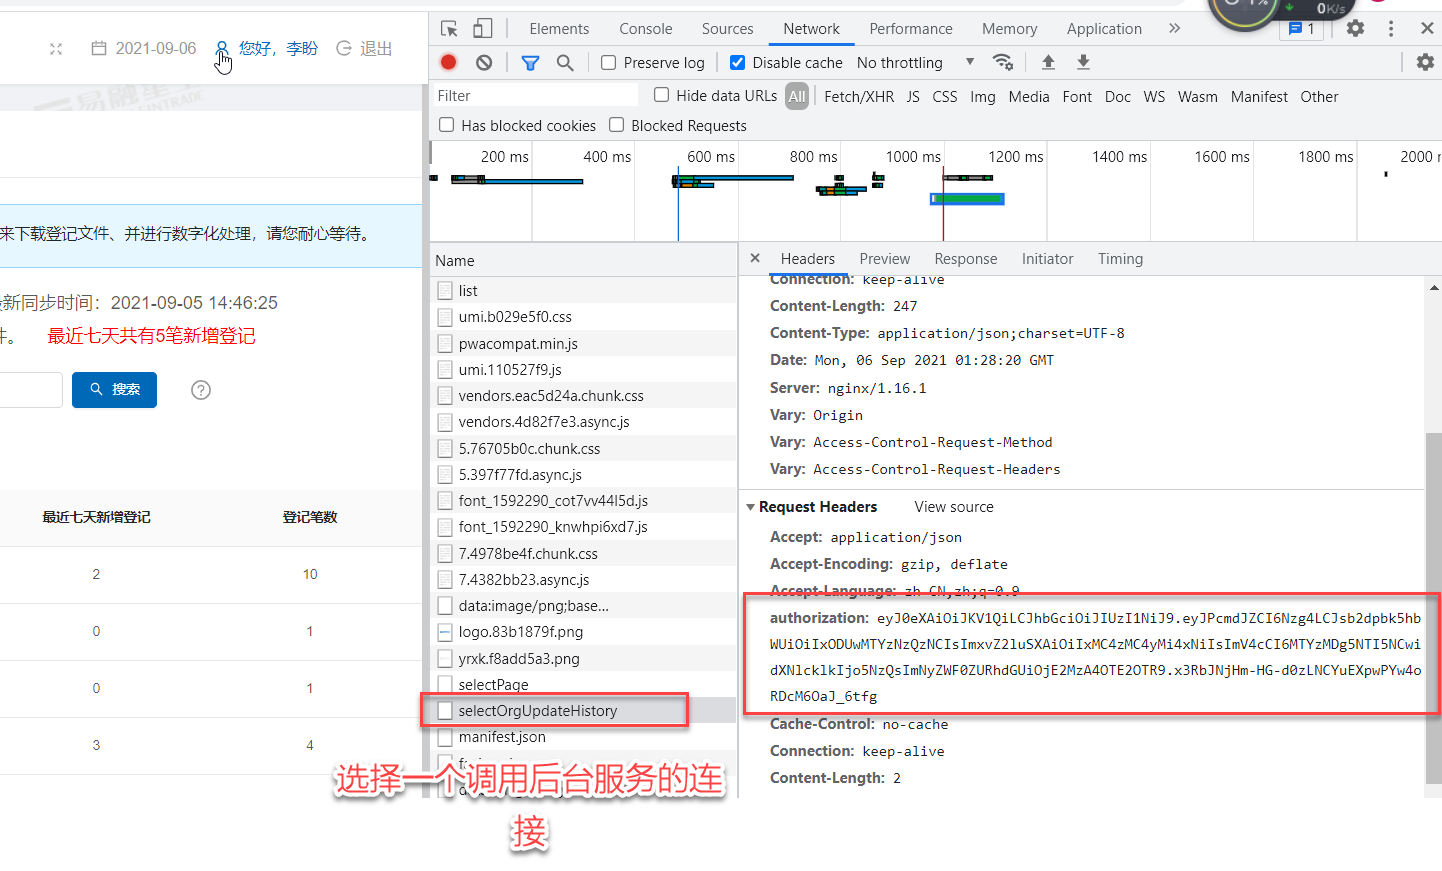 2021-09-06 您好，李盼 退出
来下载登记文件、并进行数字化处理，请您耐心等待。
最新同步时间：2021-09-05 14:46:25
件。 最近七天共有5笔新增登记
搜索
最近七天新增登记 登记笔数
2 10
0 1
0 1
3 4
Elements Console Sources Network Performance Memory Application 1
Preserve log Disable cache No throttling
Filter Hide data URLs All Fetch/XHR JS CSS Img Media Font Doc WS Wasm Manifest Other
Has blocked cookies Blocked Requests
200 ms 400 ms 600 ms 800 ms 1000 ms 1200 ms 1400 ms 1600 ms 1800 ms 2000
Name
list
umi.b029e5f0.css
pwacompat.min.js
umi.110527f9.js
vendors.eac5d24a.chunk.css
vendors.4d82f7e3.async.js
5.76705b0c.chunk.css
5.397f77fd.async.js
font_1592290_cot7vv44l5d.js
font_1592290_knwhpi6xd7.js
7.4978be4f.chunk.css
7.4382bb23.async.js
data:image/png;base...
logo.83b1879f.png
yrxk.f8add5a3.png
selectPage
selectOrgUpdateHistory
manifest.json
选择一个调用后台服务的连
接
Headers Preview Response Initiator Timing
Connection: keep-alive
Content-Length: 247
Content-Type: application/json;charset=UTF-8
Date: Mon, 06 Sep 2021 01:28:20 GMT
Server: nginx/1.16.1
Vary: Origin
Vary: Access-Control-Request-Method
Vary: Access-Control-Request-Headers
Request Headers View source
Accept: application/json
Accept-Encoding: gzip, deflate
Accept-Language: zh-CN,zh;q=0.9
authorization: eyJ0eXAiOiJKV1QiLCJhbGciOiJIUzI1NiJ9.eyJPcmdJZCI6Nzg4LCJsb2dpbk5hb
WUiOiIxODUwMTYzNzQzNCIsImxvZ2luSXAiOiIxMC4zMC4yMi4xNiIsImV4cCI6MTYzMDg5NTI5NCwi
dXNlcklkIjo5NzQsImNyZWF0ZURhdGUiOjE2MzA4OTE2OTR9.x3RbJNjHm-HG-d0zLNCYuEXpwPYw4o
RDcM6OaJ_6tfg
Cache-Control: no-cache
Connection: keep-alive
Content-Length: 2
0K/s